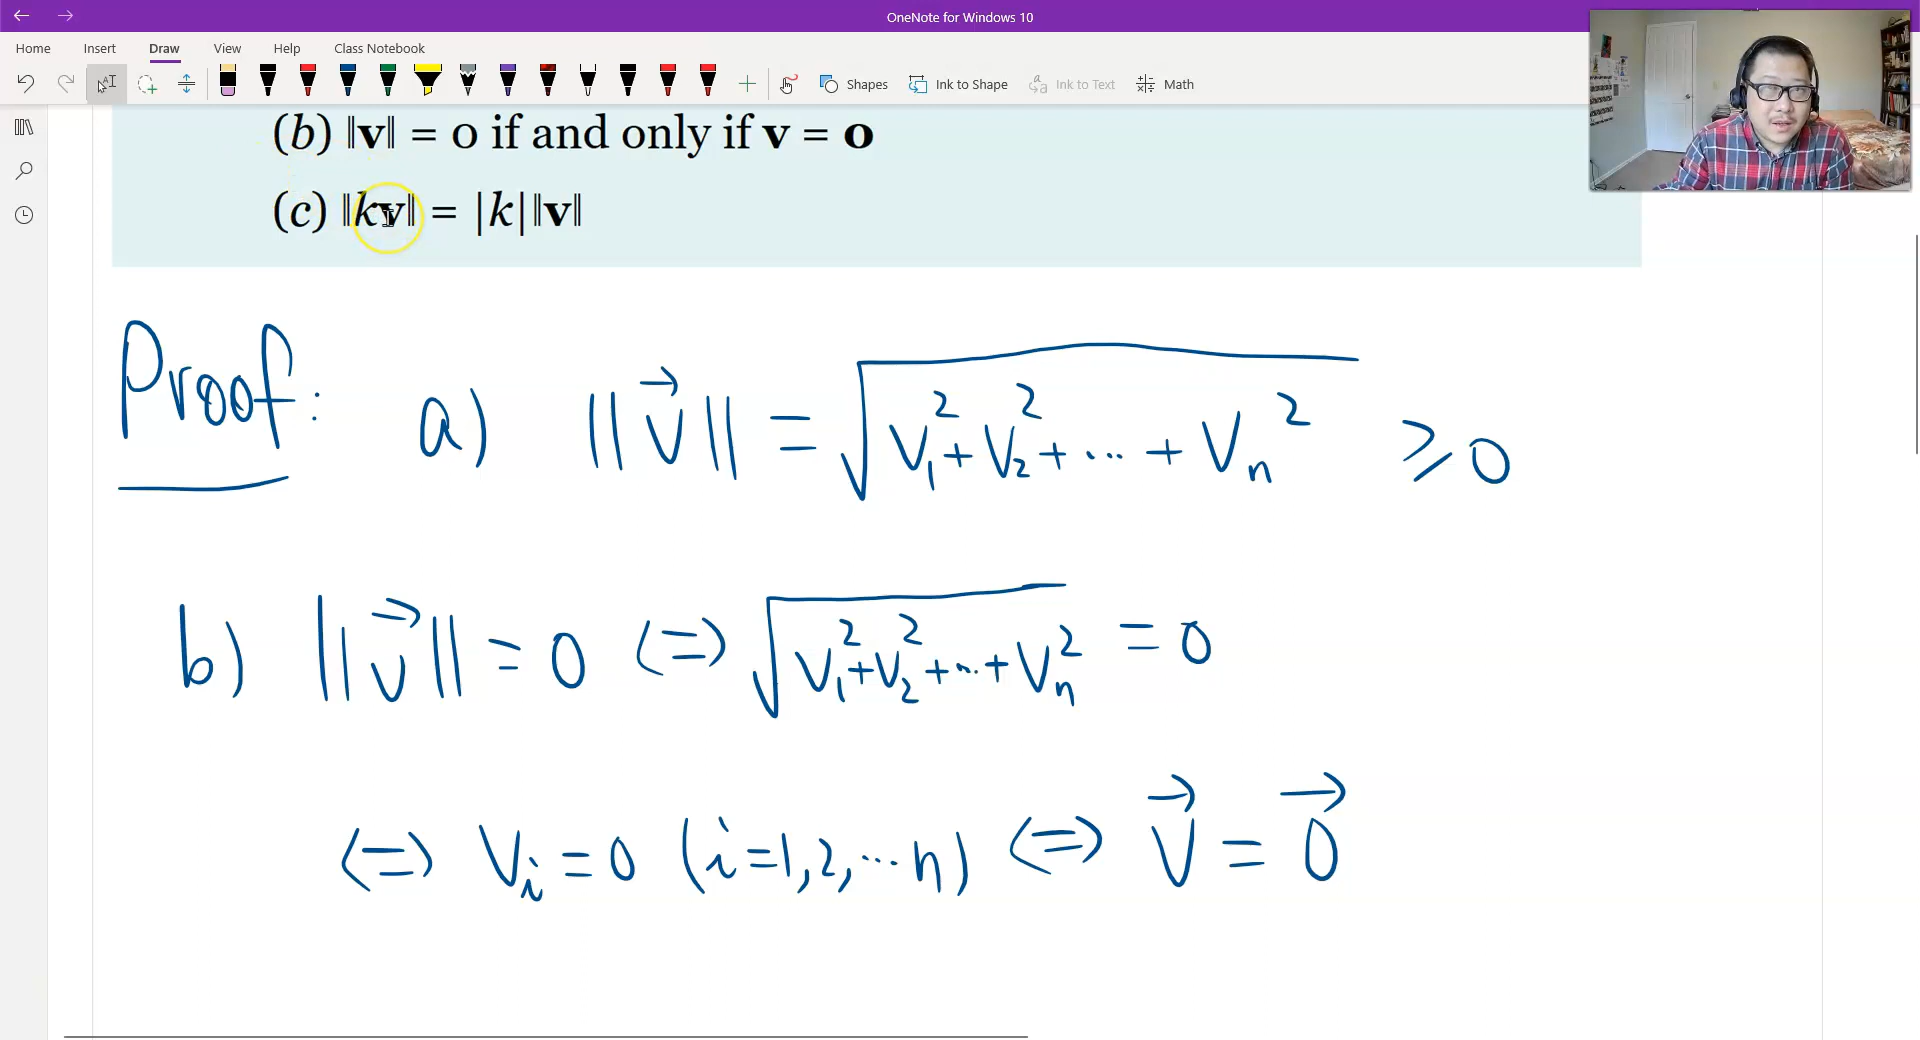 OneNote for Windows 10
Home Insert Draw View Help Class Notebook
Shapes Ink to Shape Ink to Text Math
(b) ‖v‖ = 0 if and only if v = 0
(c) ‖kv‖ = |k|‖v‖
Proof: a) ||v⃗|| = √(v₁² + v₂² + ... + vₙ²) ≥ 0
b) ||v⃗|| = 0 ⇔ √(v₁² + v₂² + ... + vₙ²) = 0
⇔ vᵢ = 0 (i=1,2,...n) ⇔ v⃗ = 0⃗